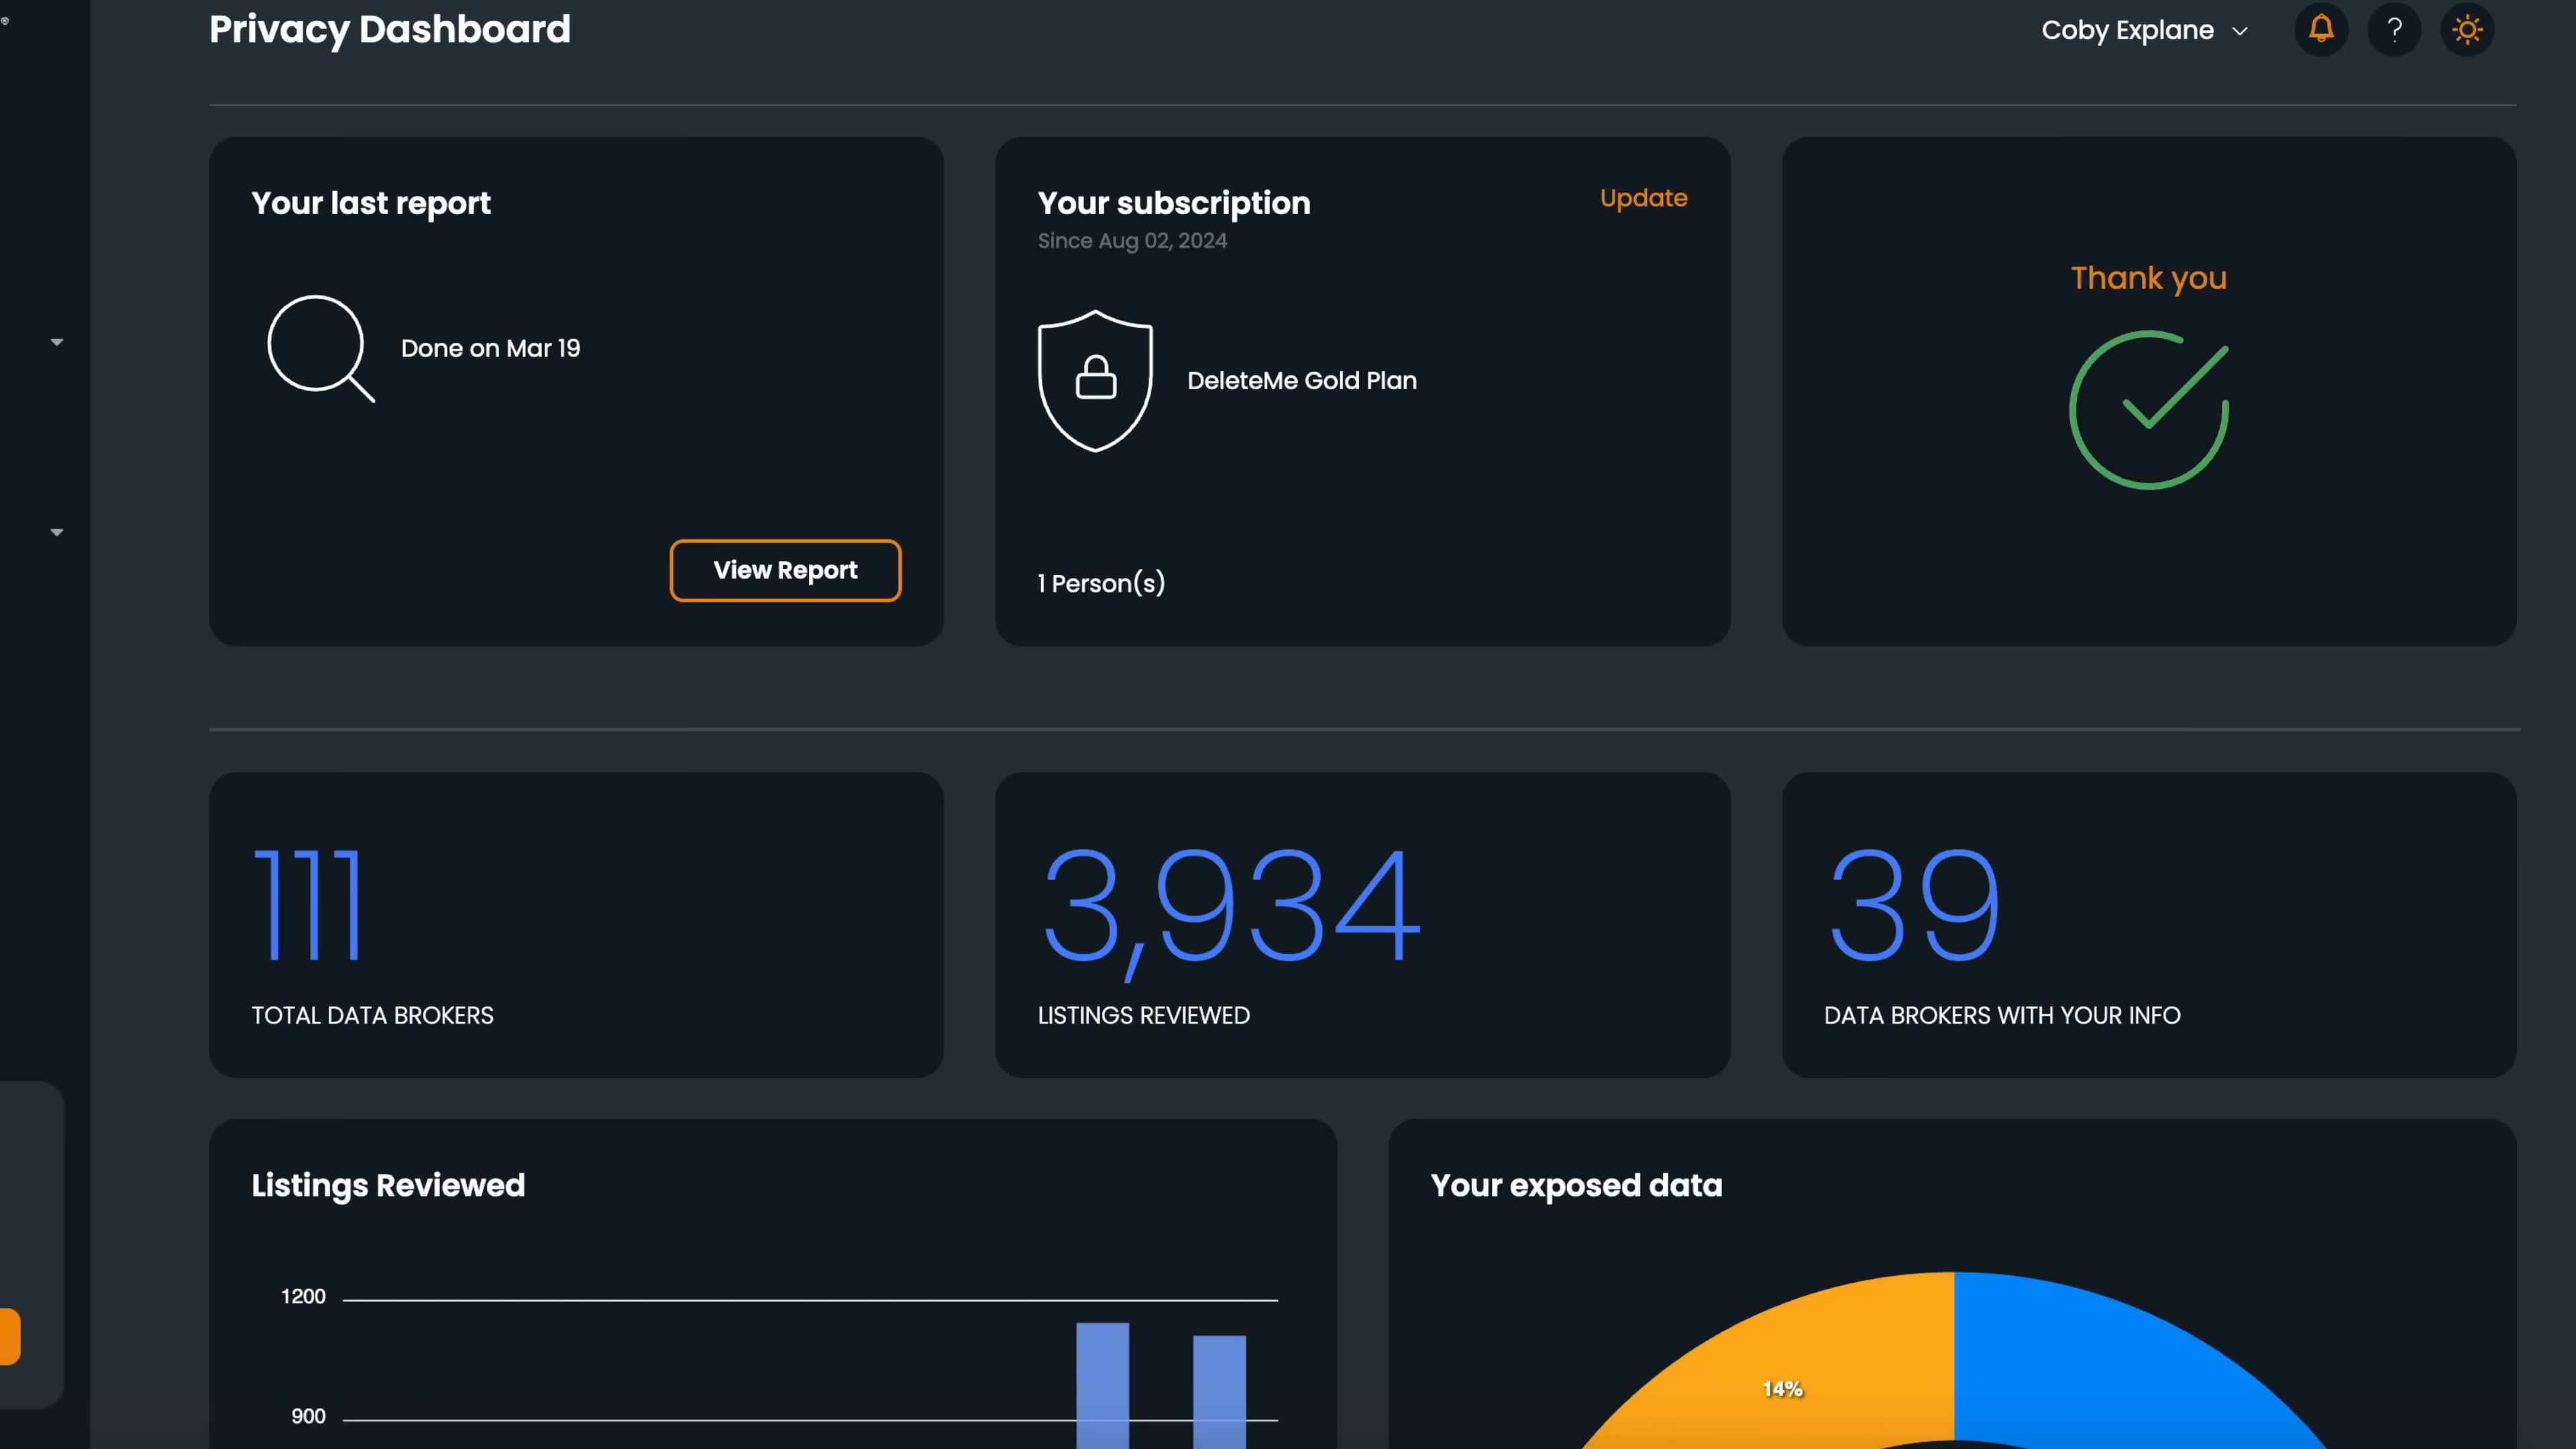 ®
Privacy Dashboard
Coby Explane
?
Your last report
Done on Mar 19
View Report
Your subscription
Update
Since Aug 02, 2024
DeleteMe Gold Plan
1 Person(s)
Thank you
111
TOTAL DATA BROKERS
3,934
LISTINGS REVIEWED
39
DATA BROKERS WITH YOUR INFO
Listings Reviewed
1200
900
Your exposed data
14%